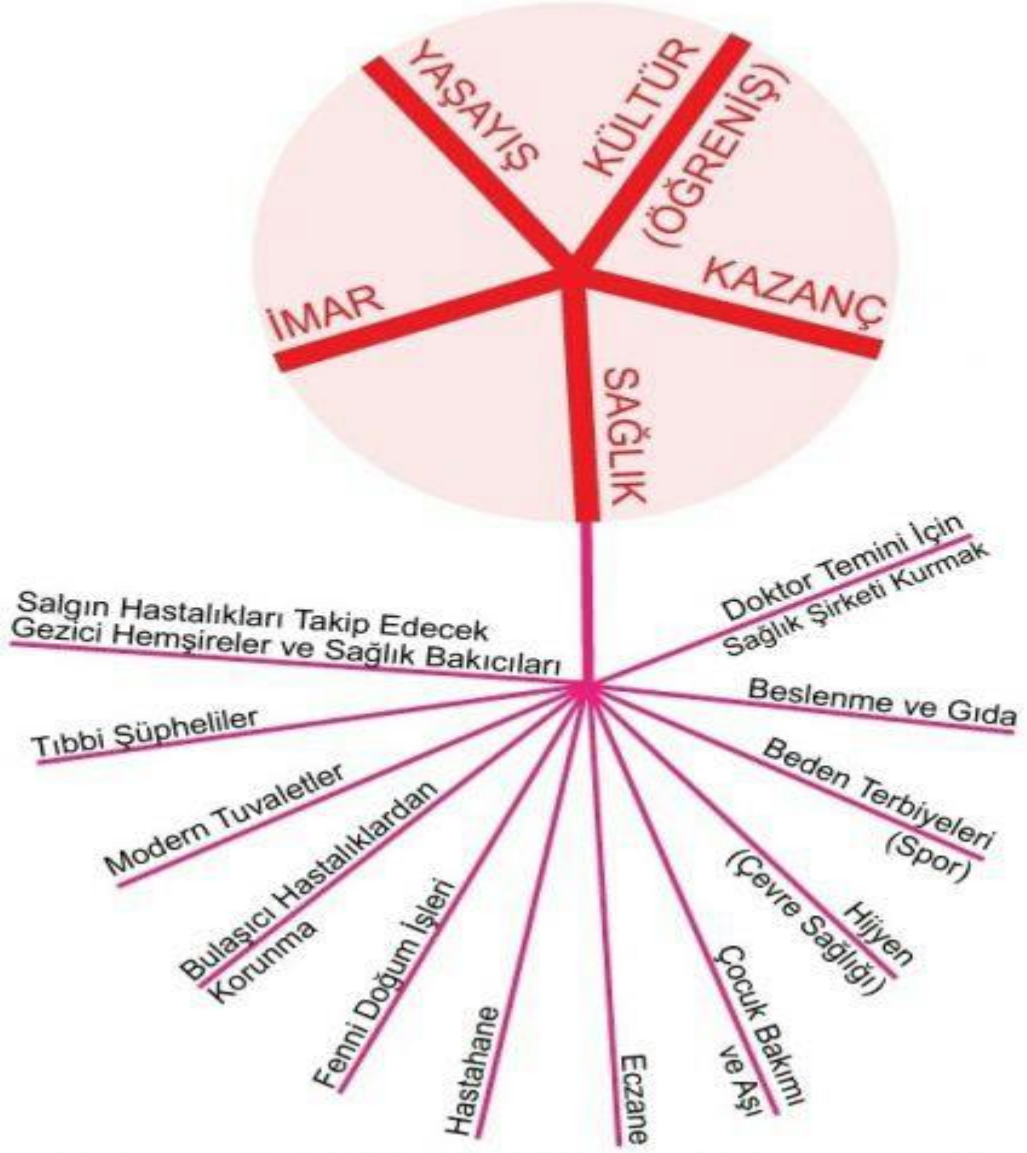 YAŞAYIŞ
KÜLTÜR
(ÖĞRENİŞ)
KAZANÇ
İMAR
SAĞLIK
Doktor Temini İçin
Sağlık Şirketi Kurmak
Salgın Hastalıkları Takip Edecek
Gezici Hemşireler ve Sağlık Bakıcıları
Beslenme ve Gıda
Tıbbi Şüpheliler
Beden Terbiyeleri
(Spor)
Modern Tuvaletler
Hijyen
(Çevre Sağlığı)
Bulaşıcı Hastalıklardan
Korunma
Çocuk Bakımı
ve Aşı
Fenni Doğum İşleri
Hastahane
Eczane